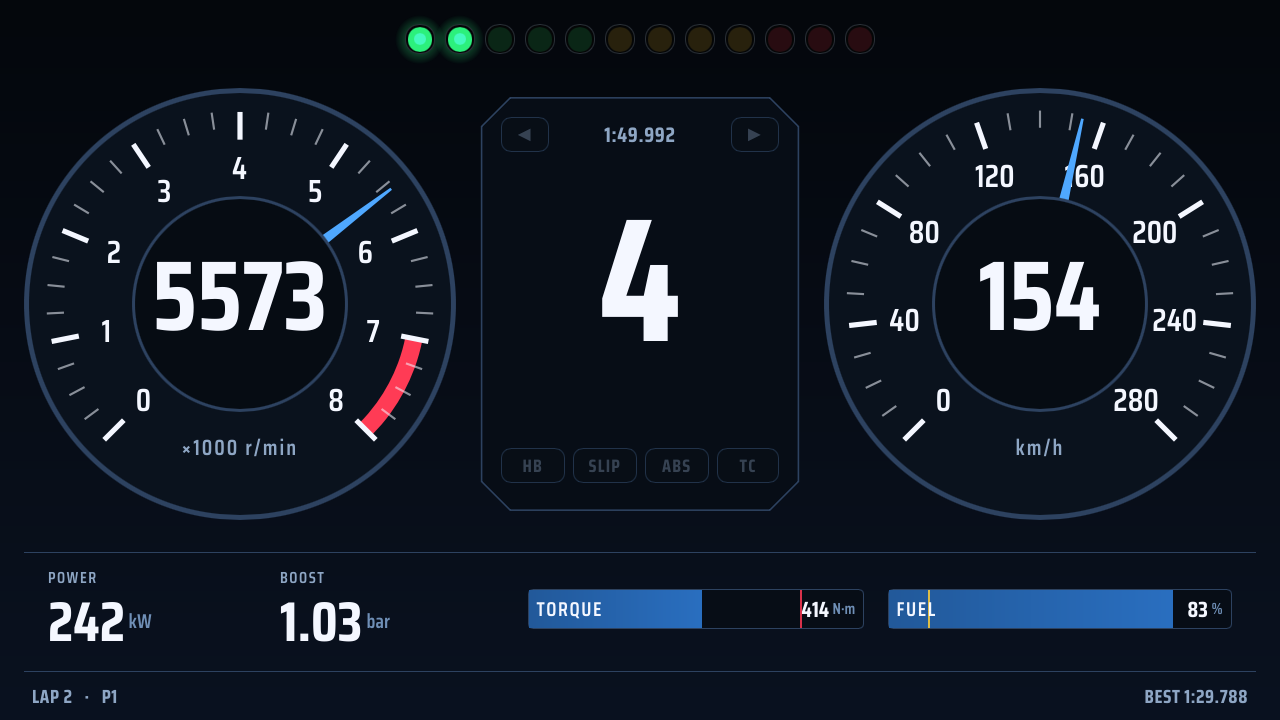 ◀ 1:49.992 ▶
0 1 2 3 4 5 6 7 8
5573
×1000 r/min
4
HB SLIP ABS TC
0 40 80 120 160 200 240 280
154
km/h
POWER
242 kW
BOOST
1.03 bar
TORQUE 414 N·m
FUEL 83 %
LAP 2 · P1
BEST 1:29.788